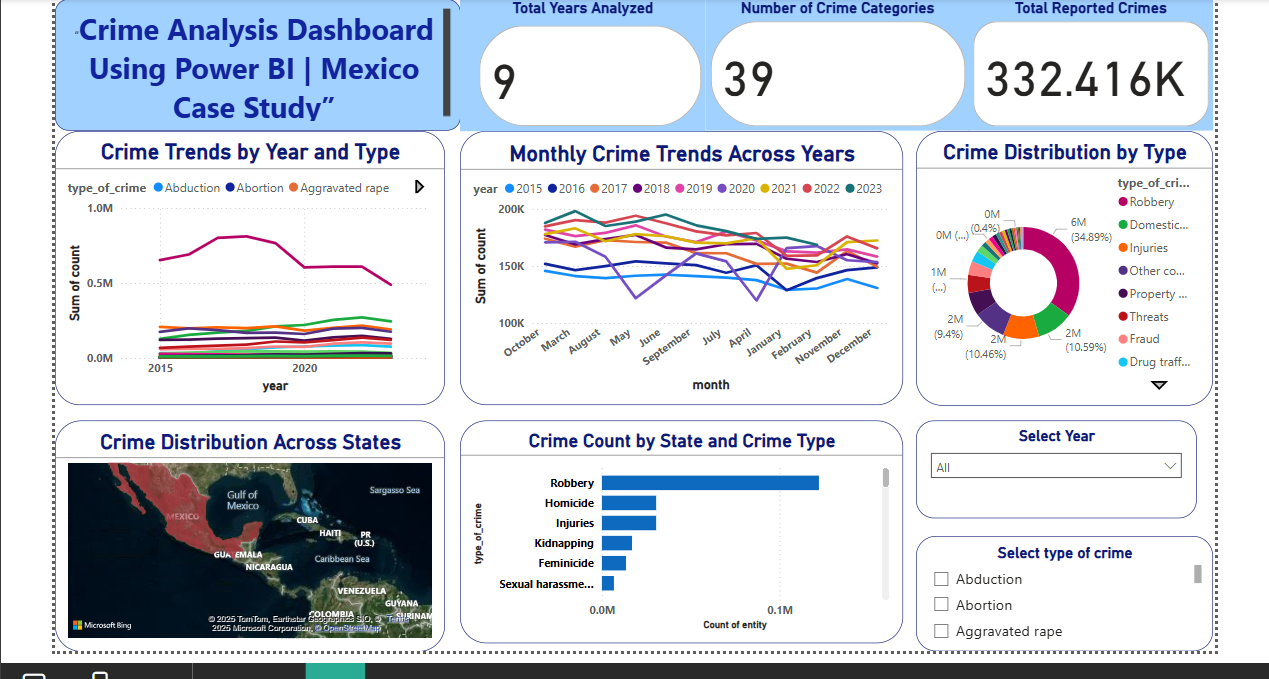 “Crime Analysis Dashboard
Using Power BI | Mexico
Case Study”
Total Years Analyzed
9
Number of Crime Categories
39
Total Reported Crimes
332.416K
Crime Trends by Year and Type
type_of_crime Abduction Abortion Aggravated rape
1.0M
0.5M
0.0M
Sum of count
2015 2020
year
Monthly Crime Trends Across Years
year 2015 2016 2017 2018 2019 2020 2021 2022 2023
200K
150K
100K
Sum of count
October March August May June September July April January February November December
month
Crime Distribution by Type
type_of_cri...
Robbery
Domestic...
Injuries
Other co...
Property ...
Threats
Fraud
Drug traff...
6M
(34.89%)
2M
(10.59%)
2M
(10.46%)
2M
(9.4%)
1M
(...)
0M (...)
0M
(0.4%)
Crime Distribution Across States
Gulf of
Mexico
Sargasso Sea
MEXICO
CUBA
HAITI
PR
(U.S.)
GUATEMALA
Caribbean Sea
NICARAGUA
VENEZUELA
GUYANA
COLOMBIA
SURINAM
Microsoft Bing
© 2025 TomTom, Earthstar Geographics SIO, © Terms
2025 Microsoft Corporation, © OpenStreetMap
Crime Count by State and Crime Type
type_of_crime
Robbery
Homicide
Injuries
Kidnapping
Feminicide
Sexual harassme...
0.0M 0.1M
Count of entity
Select Year
All
Select type of crime
Abduction
Abortion
Aggravated rape